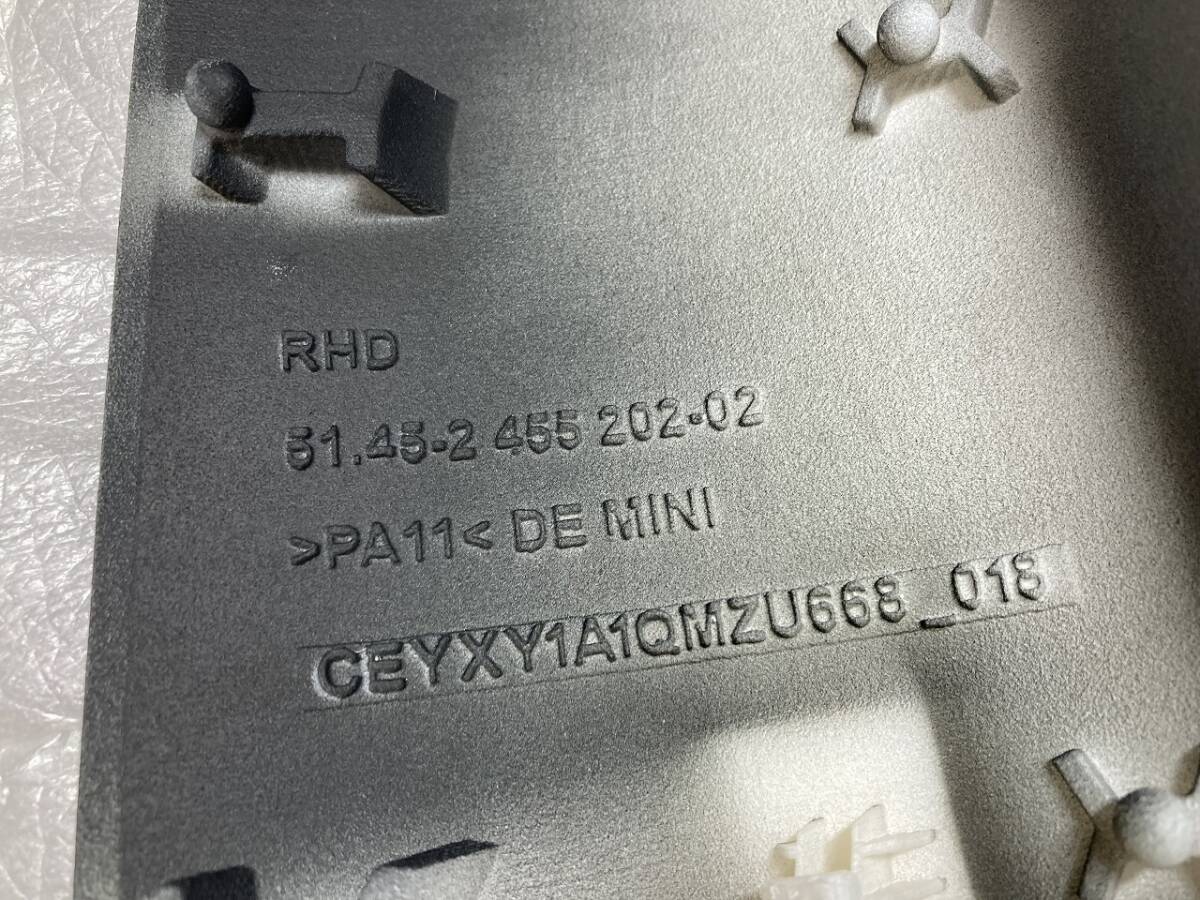 RHD
51.45-2 455 202-02
>PA11< DE MINI
CEYXY1A1QMZU668_018